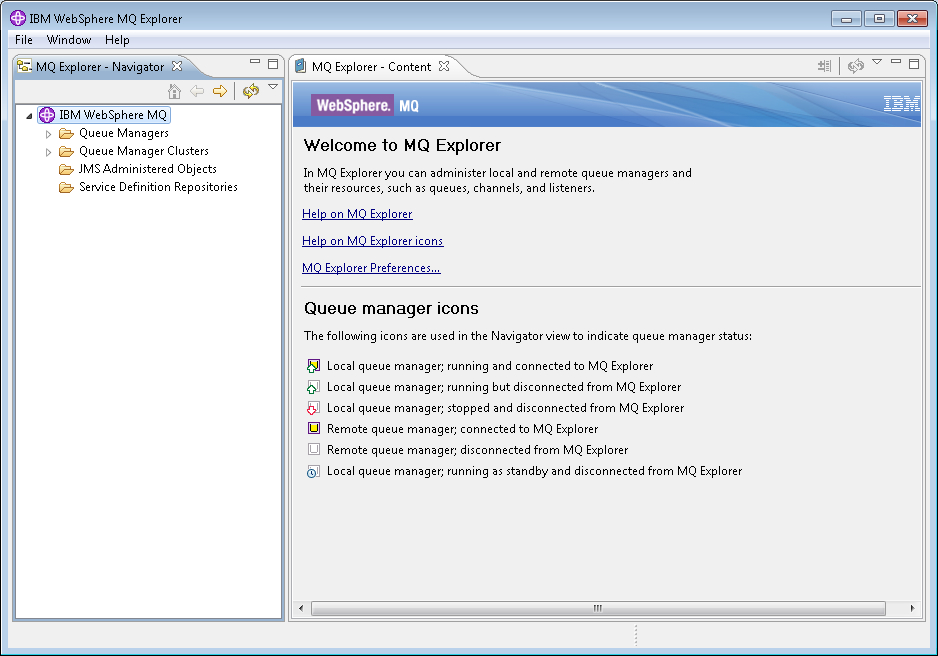 IBM WebSphere MQ Explorer
File Window Help
MQ Explorer - Navigator
IBM WebSphere MQ
Queue Managers
Queue Manager Clusters
JMS Administered Objects
Service Definition Repositories
MQ Explorer - Content
WebSphere. MQ
IBM
Welcome to MQ Explorer
In MQ Explorer you can administer local and remote queue managers and
their resources, such as queues, channels, and listeners.
Help on MQ Explorer
Help on MQ Explorer icons
MQ Explorer Preferences...
Queue manager icons
The following icons are used in the Navigator view to indicate queue manager status:
Local queue manager; running and connected to MQ Explorer
Local queue manager; running but disconnected from MQ Explorer
Local queue manager; stopped and disconnected from MQ Explorer
Remote queue manager; connected to MQ Explorer
Remote queue manager; disconnected from MQ Explorer
Local queue manager; running as standby and disconnected from MQ Explorer